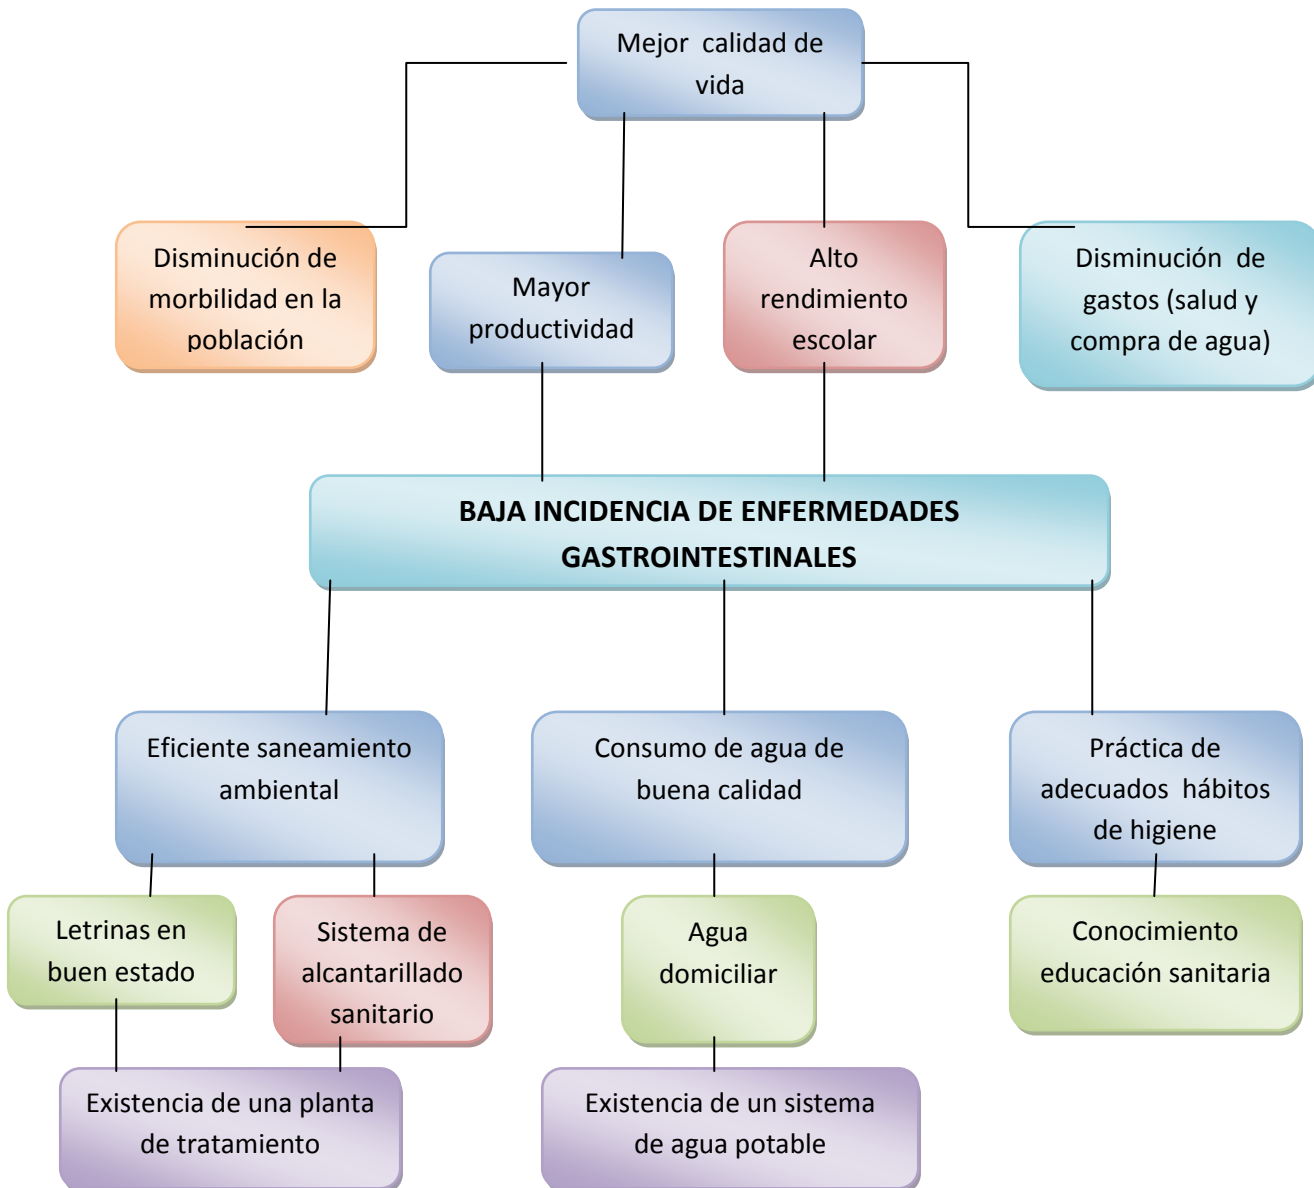 Mejor calidad de
vida
Disminución de
morbilidad en la
población
Mayor
productividad
Alto
rendimiento
escolar
Disminución de
gastos (salud y
compra de agua)
BAJA INCIDENCIA DE ENFERMEDADES
GASTROINTESTINALES
Eficiente saneamiento
ambiental
Consumo de agua de
buena calidad
Práctica de
adecuados hábitos
de higiene
Letrinas en
buen estado
Sistema de
alcantarillado
sanitario
Agua
domiciliar
Conocimiento
educación sanitaria
Existencia de una planta
de tratamiento
Existencia de un sistema
de agua potable